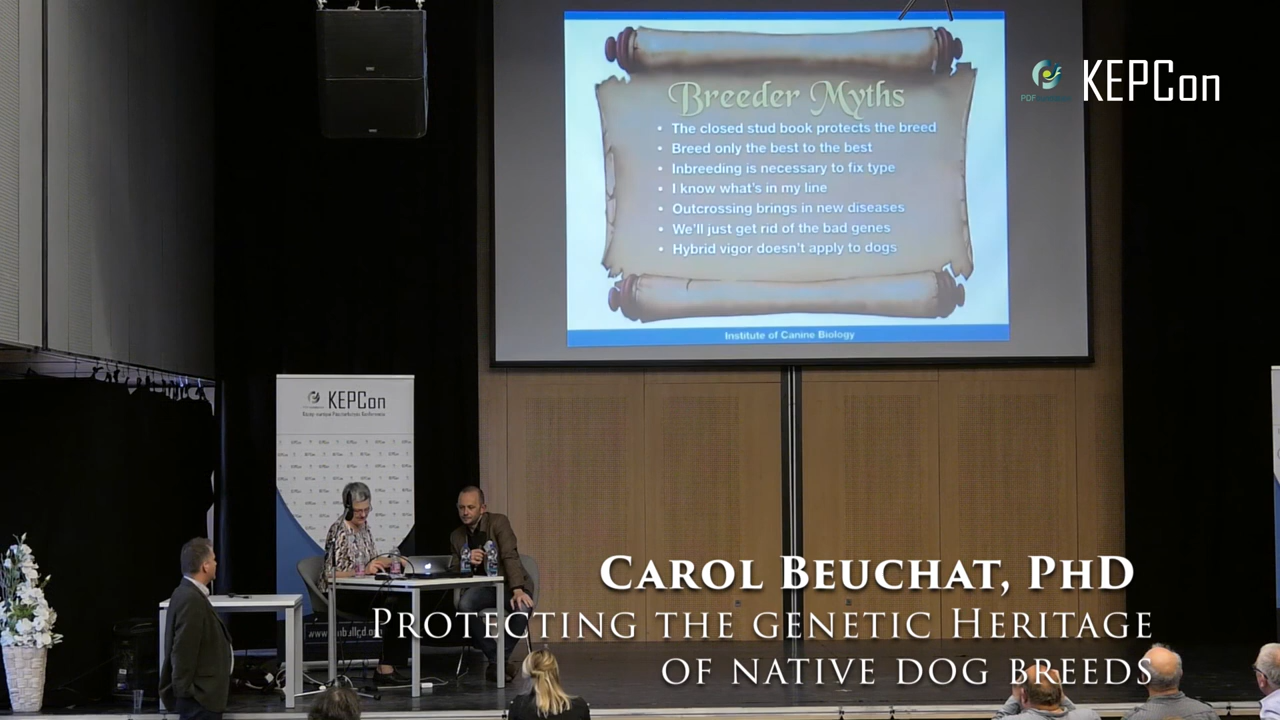 Breeder Myths
• The closed stud book protects the breed
• Breed only the best to the best
• Inbreeding is necessary to fix type
• I know what's in my line
• Outcrossing brings in new diseases
• We'll just get rid of the bad genes
• Hybrid vigor doesn't apply to dogs
Institute of Canine Biology
KEPCon
KEPCon
CAROL BEUCHAT, PHD
PROTECTING THE GENETIC HERITAGE
OF NATIVE DOG BREEDS